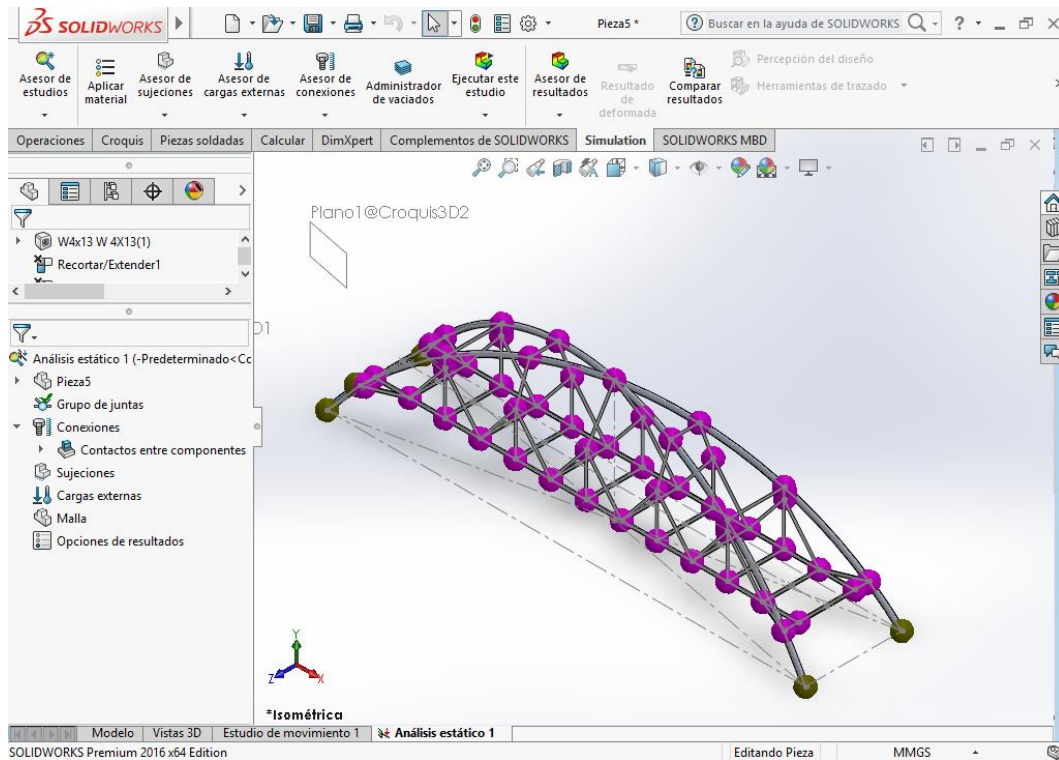 SOLIDWORKS
Pieza5 *
Buscar en la ayuda de SOLIDWORKS
Asesor de estudios
Aplicar material
Asesor de sujeciones
Asesor de cargas externas
Asesor de conexiones
Administrador de vaciados
Ejecutar este estudio
Asesor de resultados
Resultado de deformada
Comparar resultados
Percepción del diseño
Herramientas de trazado
Operaciones
Croquis
Piezas soldadas
Calcular
DimXpert
Complementos de SOLIDWORKS
Simulation
SOLIDWORKS MBD
Plano1@Croquis3D2
W4x13 W 4X13(1)
Recortar/Extender1
Análisis estático 1 (-Predeterminado<Cc
Pieza5
Grupo de juntas
Conexiones
Contactos entre componentes
Sujeciones
Cargas externas
Malla
Opciones de resultados
Y
Z
X
*Isométrica
Modelo
Vistas 3D
Estudio de movimiento 1
Análisis estático 1
SOLIDWORKS Premium 2016 x64 Edition
Editando Pieza
MMGS